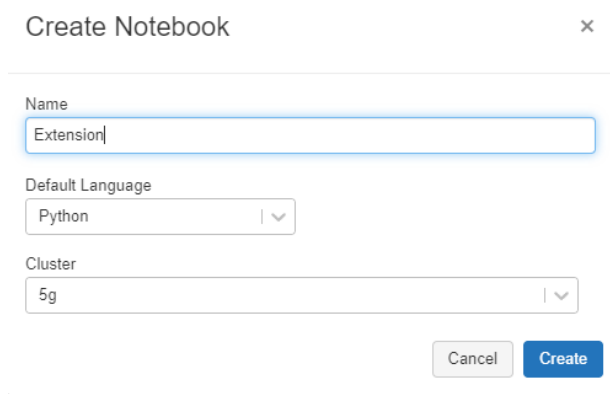 Create Notebook ×
Name
Extension
Default Language
Python
Cluster
5g
Cancel Create